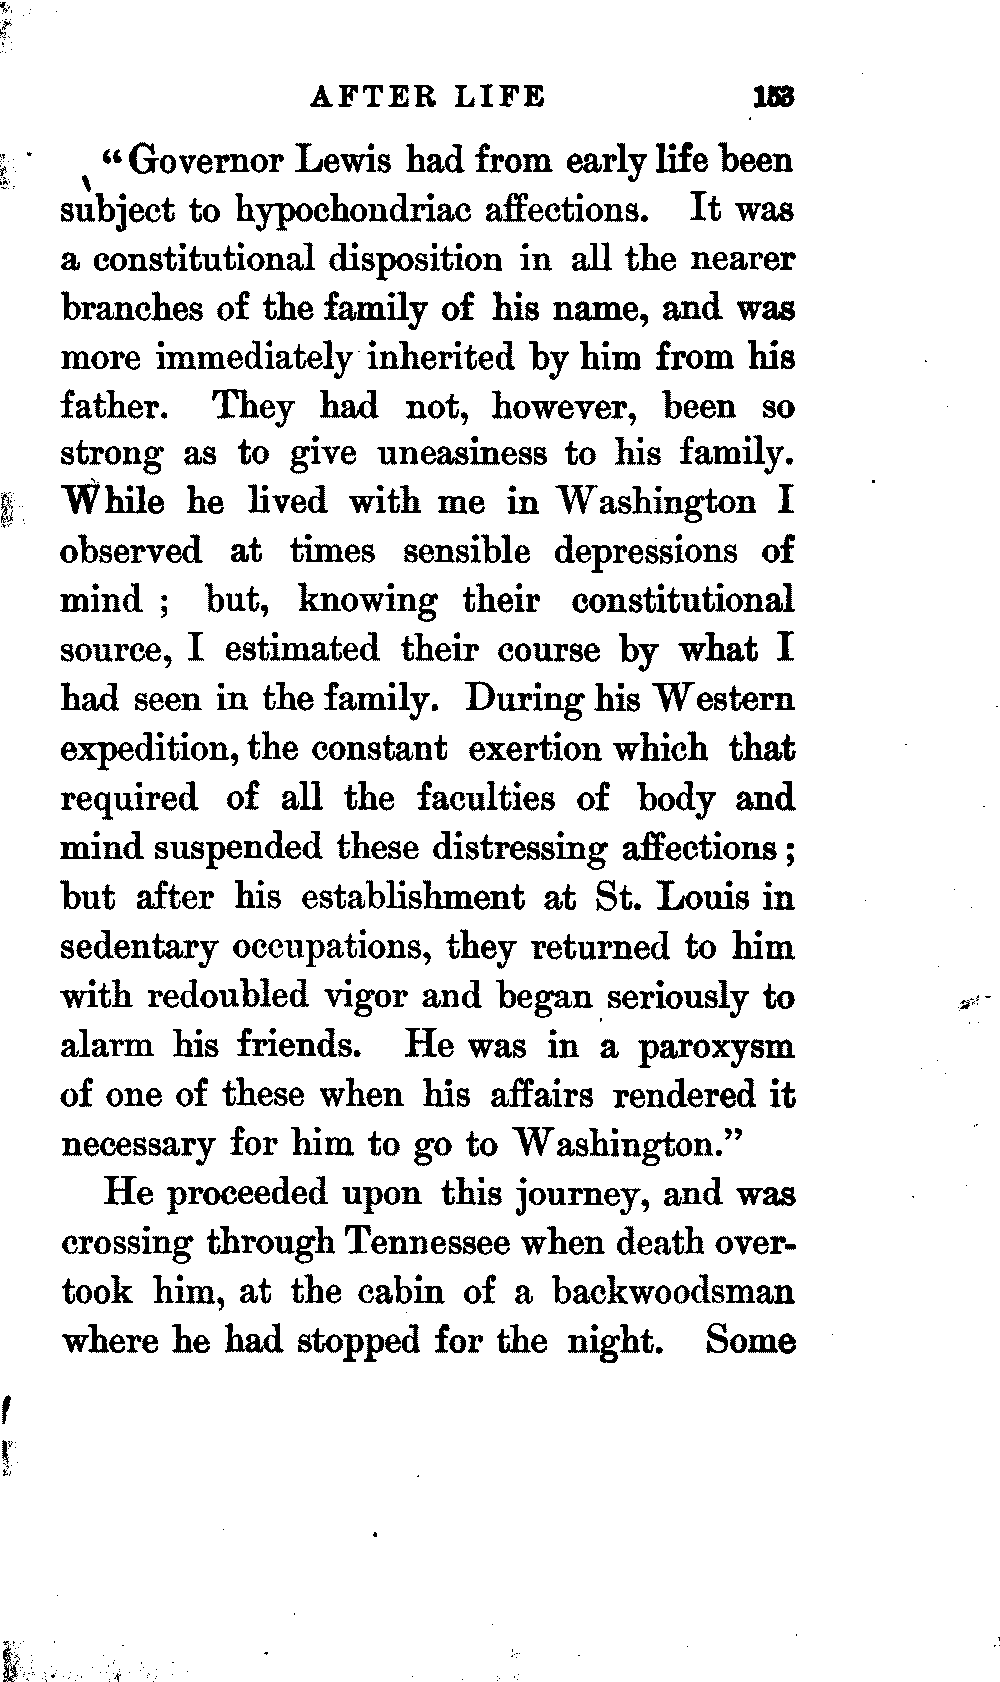 AFTER LIFE 153
“Governor Lewis had from early life been
subject to hypochondriac affections. It was
a constitutional disposition in all the nearer
branches of the family of his name, and was
more immediately inherited by him from his
father. They had not, however, been so
strong as to give uneasiness to his family.
While he lived with me in Washington I
observed at times sensible depressions of
mind ; but, knowing their constitutional
source, I estimated their course by what I
had seen in the family. During his Western
expedition, the constant exertion which that
required of all the faculties of body and
mind suspended these distressing affections ;
but after his establishment at St. Louis in
sedentary occupations, they returned to him
with redoubled vigor and began seriously to
alarm his friends. He was in a paroxysm
of one of these when his affairs rendered it
necessary for him to go to Washington.”
He proceeded upon this journey, and was
crossing through Tennessee when death over-
took him, at the cabin of a backwoodsman
where he had stopped for the night. Some